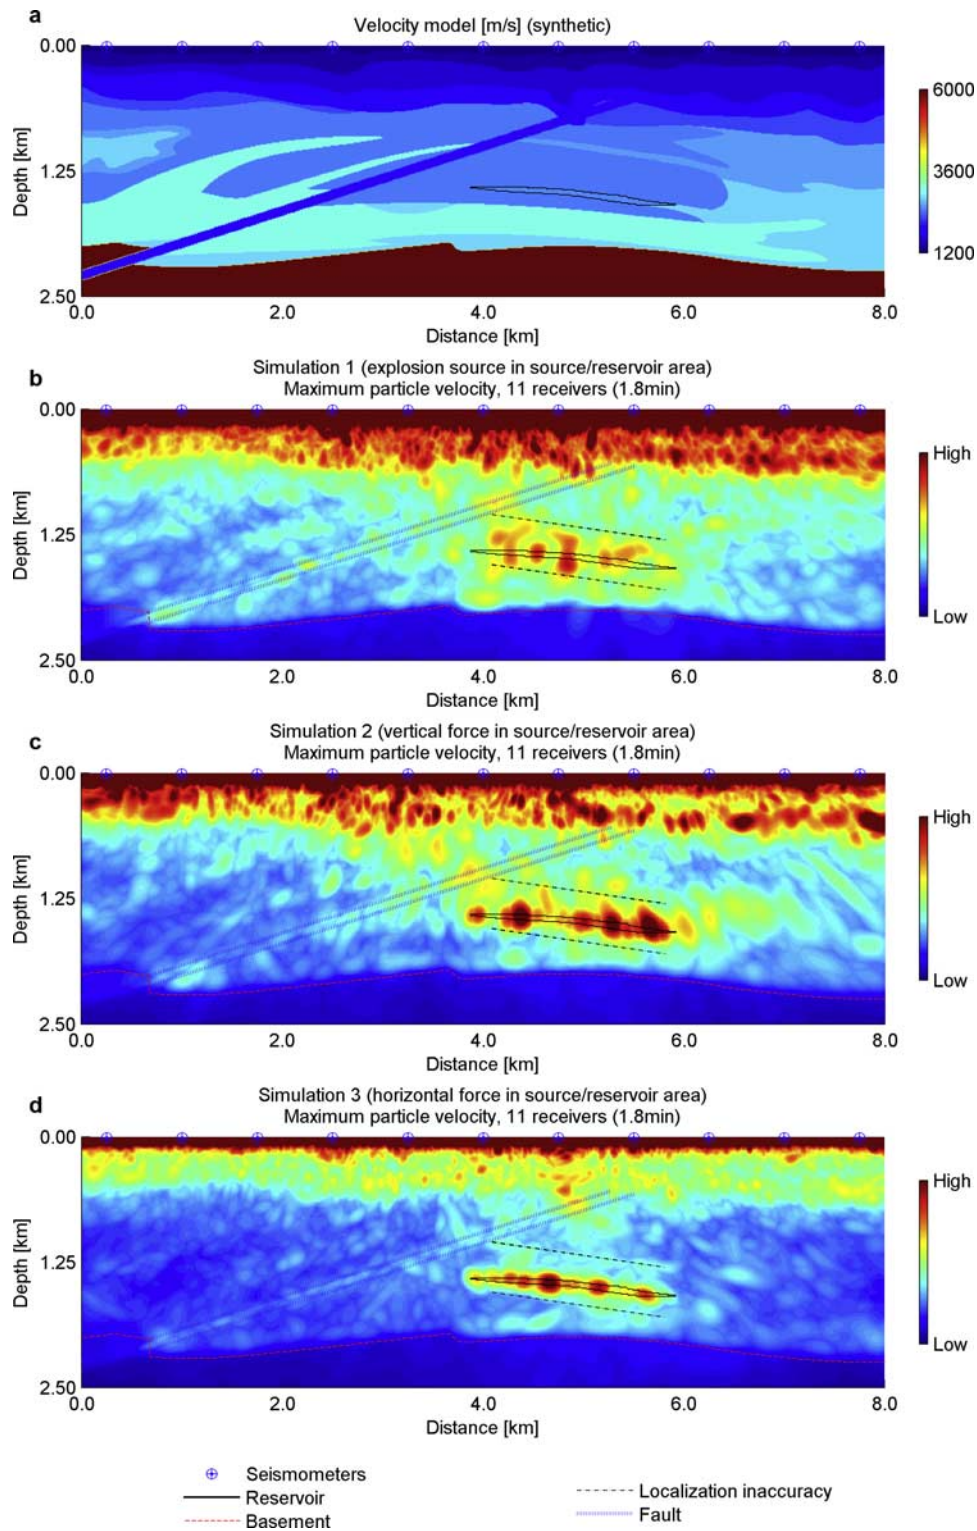 a
Velocity model [m/s] (synthetic)
0.00
1.25
2.50
Depth [km]
0.0
2.0
4.0
6.0
8.0
Distance [km]
6000
3600
1200
b
Simulation 1 (explosion source in source/reservoir area)
Maximum particle velocity, 11 receivers (1.8min)
0.00
1.25
2.50
Depth [km]
0.0
2.0
4.0
6.0
8.0
Distance [km]
High
Low
c
Simulation 2 (vertical force in source/reservoir area)
Maximum particle velocity, 11 receivers (1.8min)
0.00
1.25
2.50
Depth [km]
0.0
2.0
4.0
6.0
8.0
Distance [km]
High
Low
d
Simulation 3 (horizontal force in source/reservoir area)
Maximum particle velocity, 11 receivers (1.8min)
0.00
1.25
2.50
Depth [km]
0.0
2.0
4.0
6.0
8.0
Distance [km]
High
Low
Seismometers
Reservoir
Basement
Localization inaccuracy
Fault